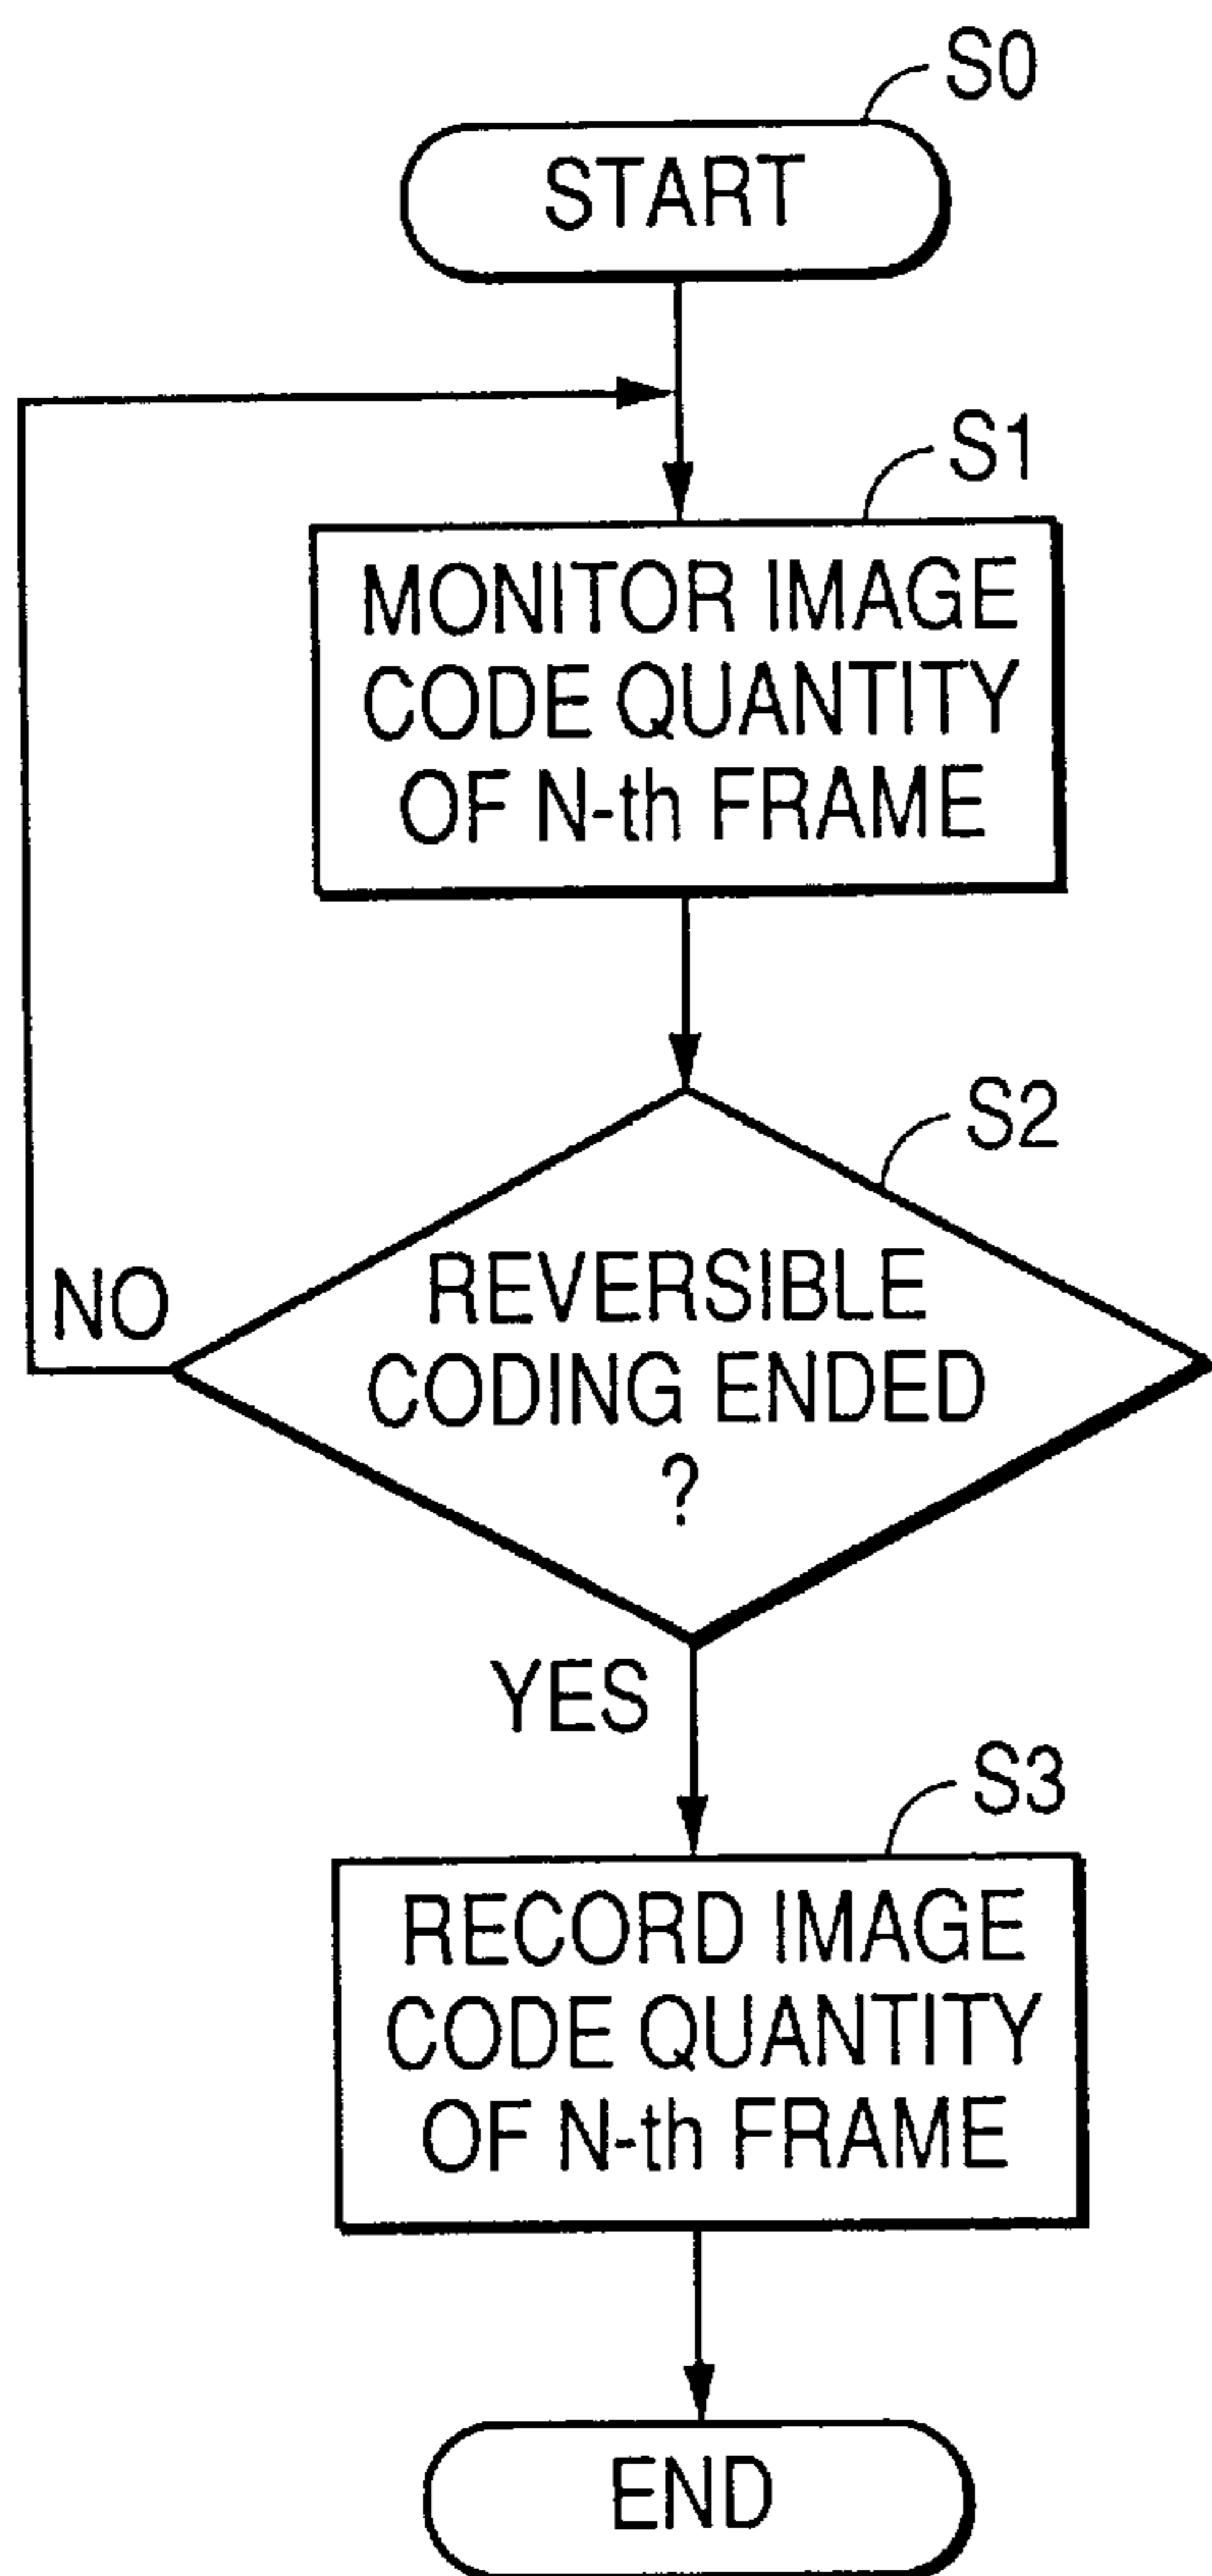 S0
START
S1
MONITOR IMAGE
CODE QUANTITY
OF N-th FRAME
S2
REVERSIBLE
CODING ENDED
?
NO
YES
S3
RECORD IMAGE
CODE QUANTITY
OF N-th FRAME
END